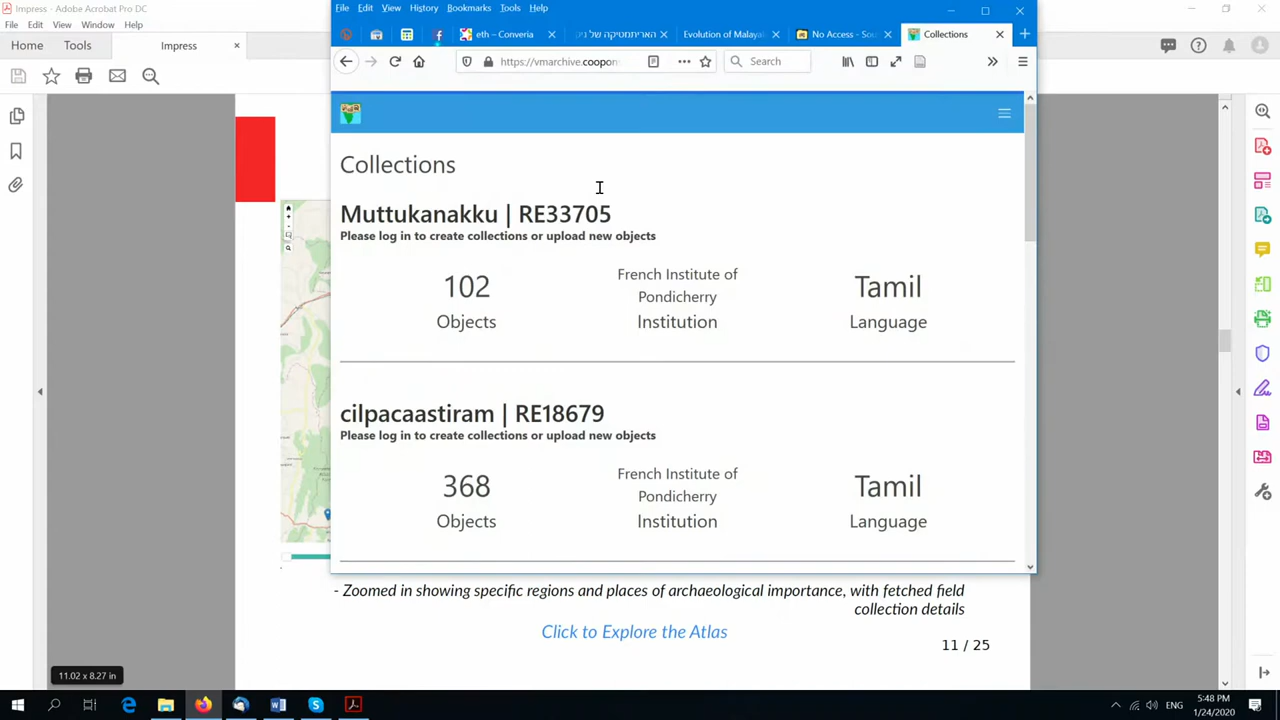 Impress - Adobe Acrobat Pro DC
File Edit View Window Help
Home Tools Impress
File Edit View History Bookmarks Tools Help
eth – Converia
האריתמטיקה של ניק
Evolution of Malayala
No Access - Sou
Collections
https://vmarchive.coopon
Search
Collections
Muttukanakku | RE33705
Please log in to create collections or upload new objects
102
Objects
French Institute of
Pondicherry
Institution
Tamil
Language
cilpacaastiram | RE18679
Please log in to create collections or upload new objects
368
Objects
French Institute of
Pondicherry
Institution
Tamil
Language
- Zoomed in showing specific regions and places of archaeological importance, with fetched field
collection details
Click to Explore the Atlas
11 / 25
11.02 x 8.27 in
ENG
5:48 PM
1/24/2020